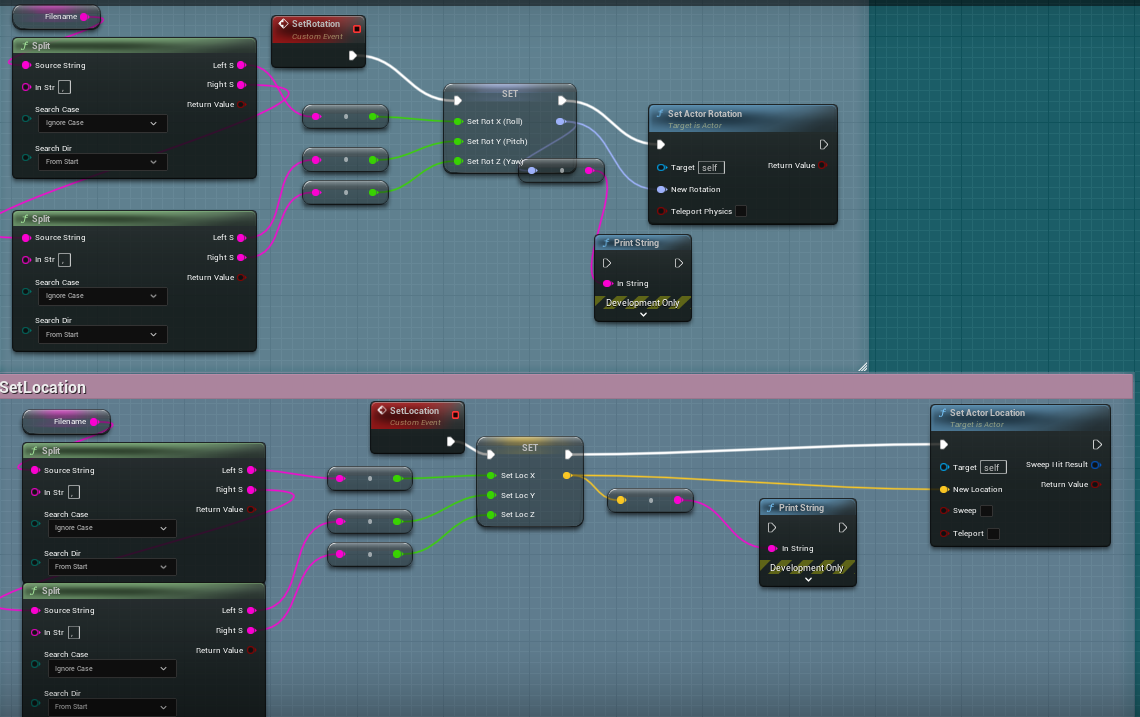 Filename
Split
Source String
Left S
In Str
,
Right S
Return Value
Search Case
Ignore Case
Search Dir
From Start
Split
Source String
Left S
In Str
,
Right S
Return Value
Search Case
Ignore Case
Search Dir
From Start
SetRotation
Custom Event
SET
Set Rot X (Roll)
Set Rot Y (Pitch)
Set Rot Z (Yaw)
Set Actor Rotation
Target is Actor
Target
self
Return Value
New Rotation
Teleport Physics
Print String
In String
Development Only
SetLocation
Filename
Split
Source String
Left S
In Str
,
Right S
Return Value
Search Case
Ignore Case
Search Dir
From Start
Split
Source String
Left S
In Str
,
Right S
Return Value
Search Case
Ignore Case
Search Dir
From Start
SetLocation
Custom Event
SET
Set Loc X
Set Loc Y
Set Loc Z
Print String
In String
Development Only
Set Actor Location
Target is Actor
Target
self
Sweep Hit Result
New Location
Return Value
Sweep
Teleport